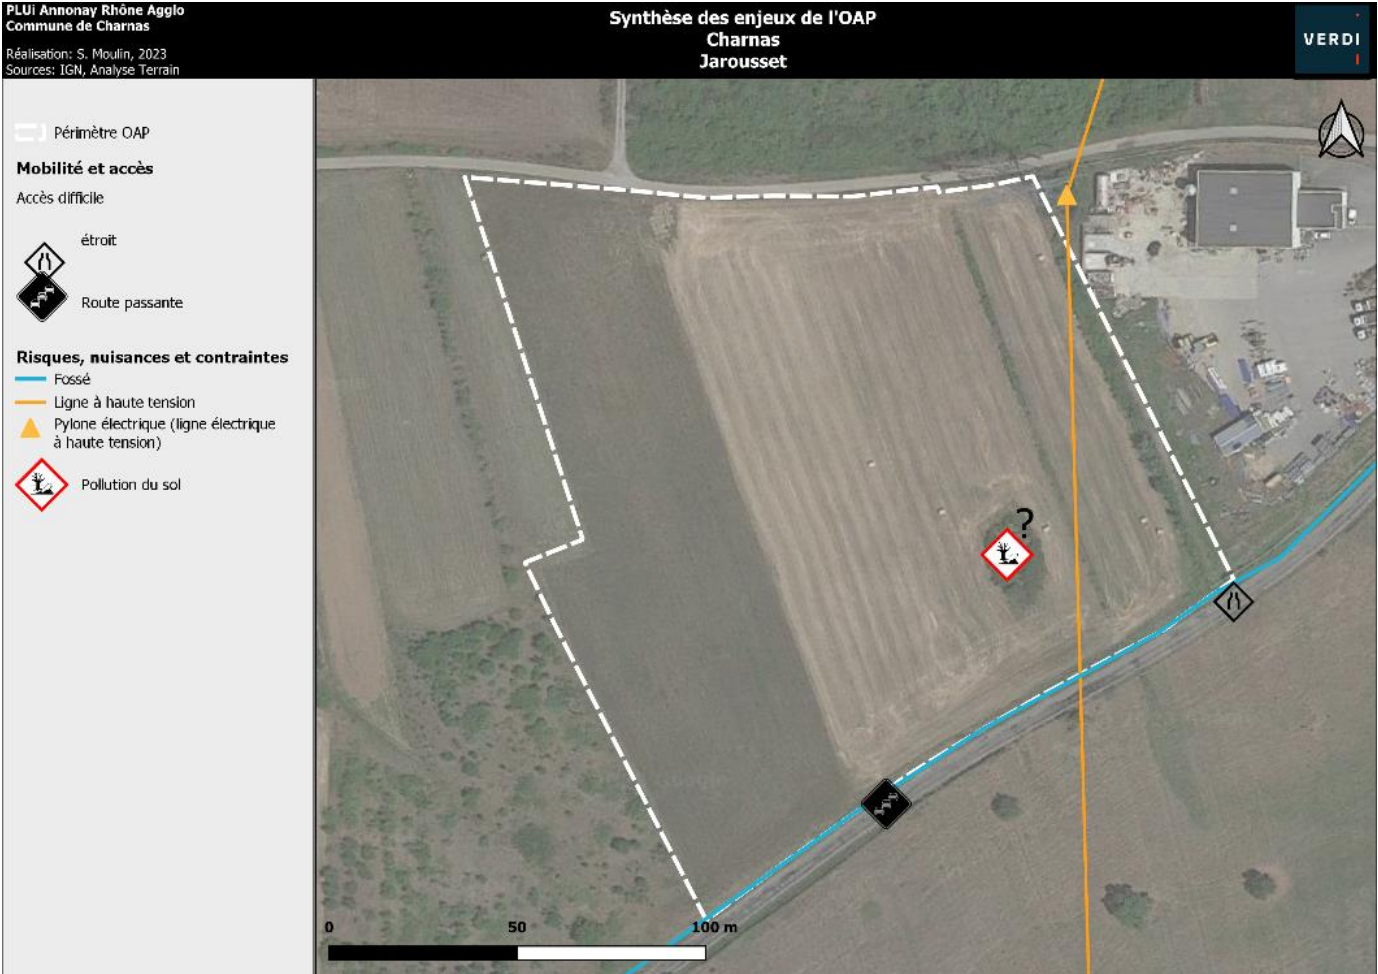 PLUi Annonay Rhône Agglo
Commune de Charnas
Réalisation: S. Moulin, 2023
Sources: IGN, Analyse Terrain
Synthèse des enjeux de l'OAP
Charnas
Jarousset
VERDI
Périmètre OAP
Mobilité et accès
Accès difficile
étroit
Route passante
Risques, nuisances et contraintes
Fossé
Ligne à haute tension
Pylone électrique (ligne électrique
à haute tension)
Pollution du sol
?
0 50 100 m